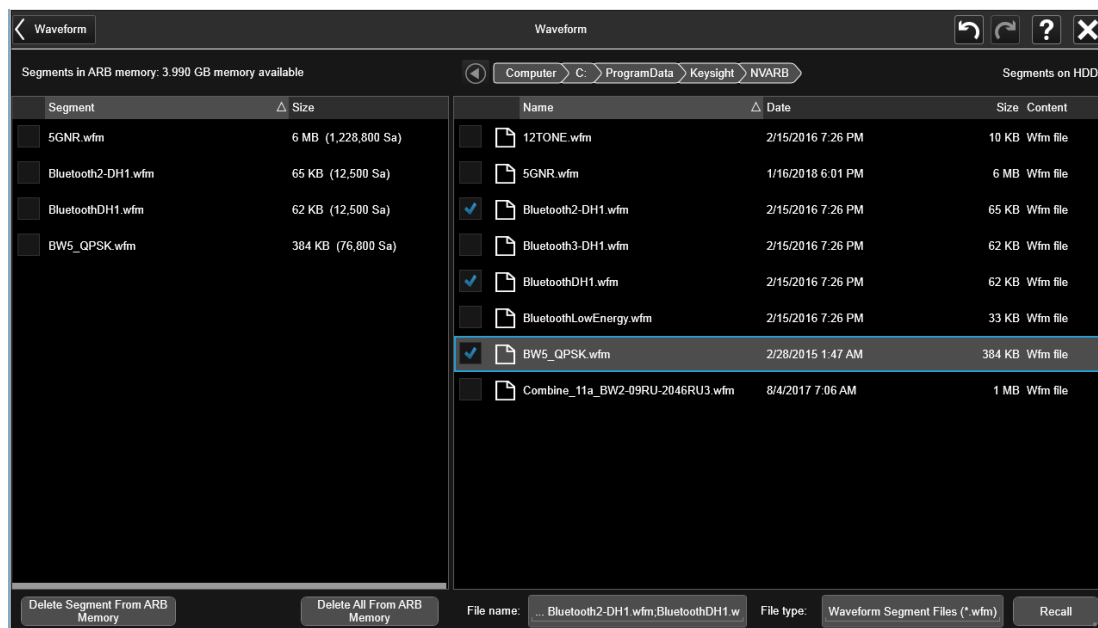 Waveform
Waveform
?
Segments in ARB memory: 3.990 GB memory available
Computer C: ProgramData Keysight NVARB
Segments on HDD
Segment Size
5GNR.wfm 6 MB (1,228,800 Sa)
Bluetooth2-DH1.wfm 65 KB (12,500 Sa)
BluetoothDH1.wfm 62 KB (12,500 Sa)
BW5_QPSK.wfm 384 KB (76,800 Sa)
Name Date Size Content
12TONE.wfm 2/15/2016 7:26 PM 10 KB Wfm file
5GNR.wfm 1/16/2018 6:01 PM 6 MB Wfm file
Bluetooth2-DH1.wfm 2/15/2016 7:26 PM 65 KB Wfm file
Bluetooth3-DH1.wfm 2/15/2016 7:26 PM 62 KB Wfm file
BluetoothDH1.wfm 2/15/2016 7:26 PM 62 KB Wfm file
BluetoothLowEnergy.wfm 2/15/2016 7:26 PM 33 KB Wfm file
BW5_QPSK.wfm 2/28/2015 1:47 AM 384 KB Wfm file
Combine_11a_BW2-09RU-2046RU3.wfm 8/4/2017 7:06 AM 1 MB Wfm file
Delete Segment From ARB
Memory
Delete All From ARB
Memory
File name: ... Bluetooth2-DH1.wfm;BluetoothDH1.w File type: Waveform Segment Files (*.wfm) Recall